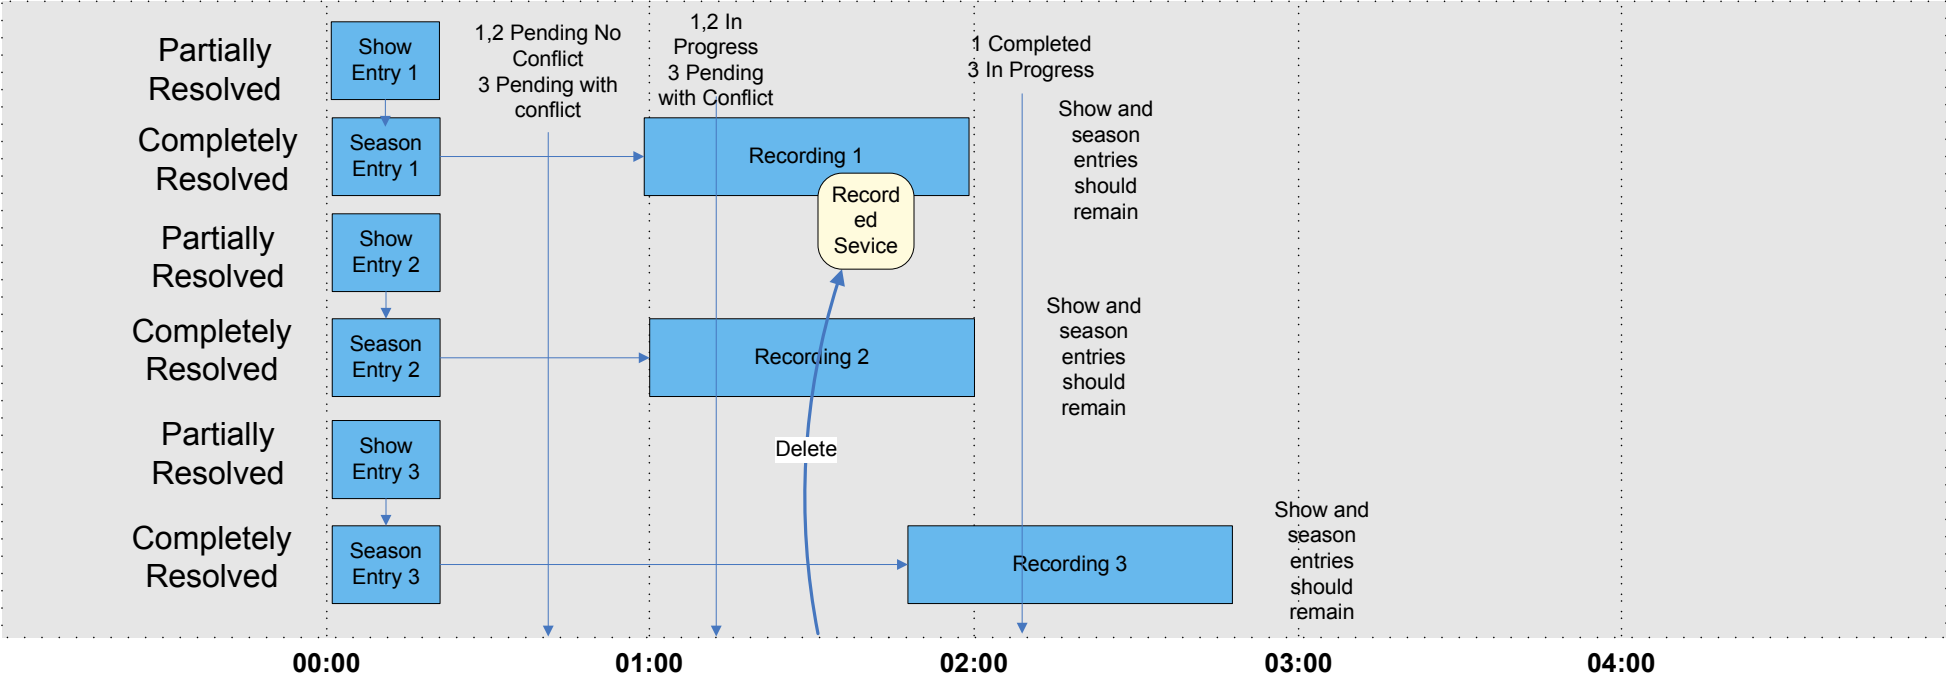 Partially
Resolved
Show
Entry 1
1,2 Pending No
Conflict
3 Pending with
conflict
1,2 In
Progress
3 Pending
with Conflict
1 Completed
3 In Progress
Completely
Resolved
Season
Entry 1
Recording 1
Show and
season
entries
should
remain
Record
ed
Sevice
Partially
Resolved
Show
Entry 2
Completely
Resolved
Season
Entry 2
Recording 2
Show and
season
entries
should
remain
Partially
Resolved
Show
Entry 3
Delete
Completely
Resolved
Season
Entry 3
Recording 3
Show and
season
entries
should
remain
00:00
01:00
02:00
03:00
04:00